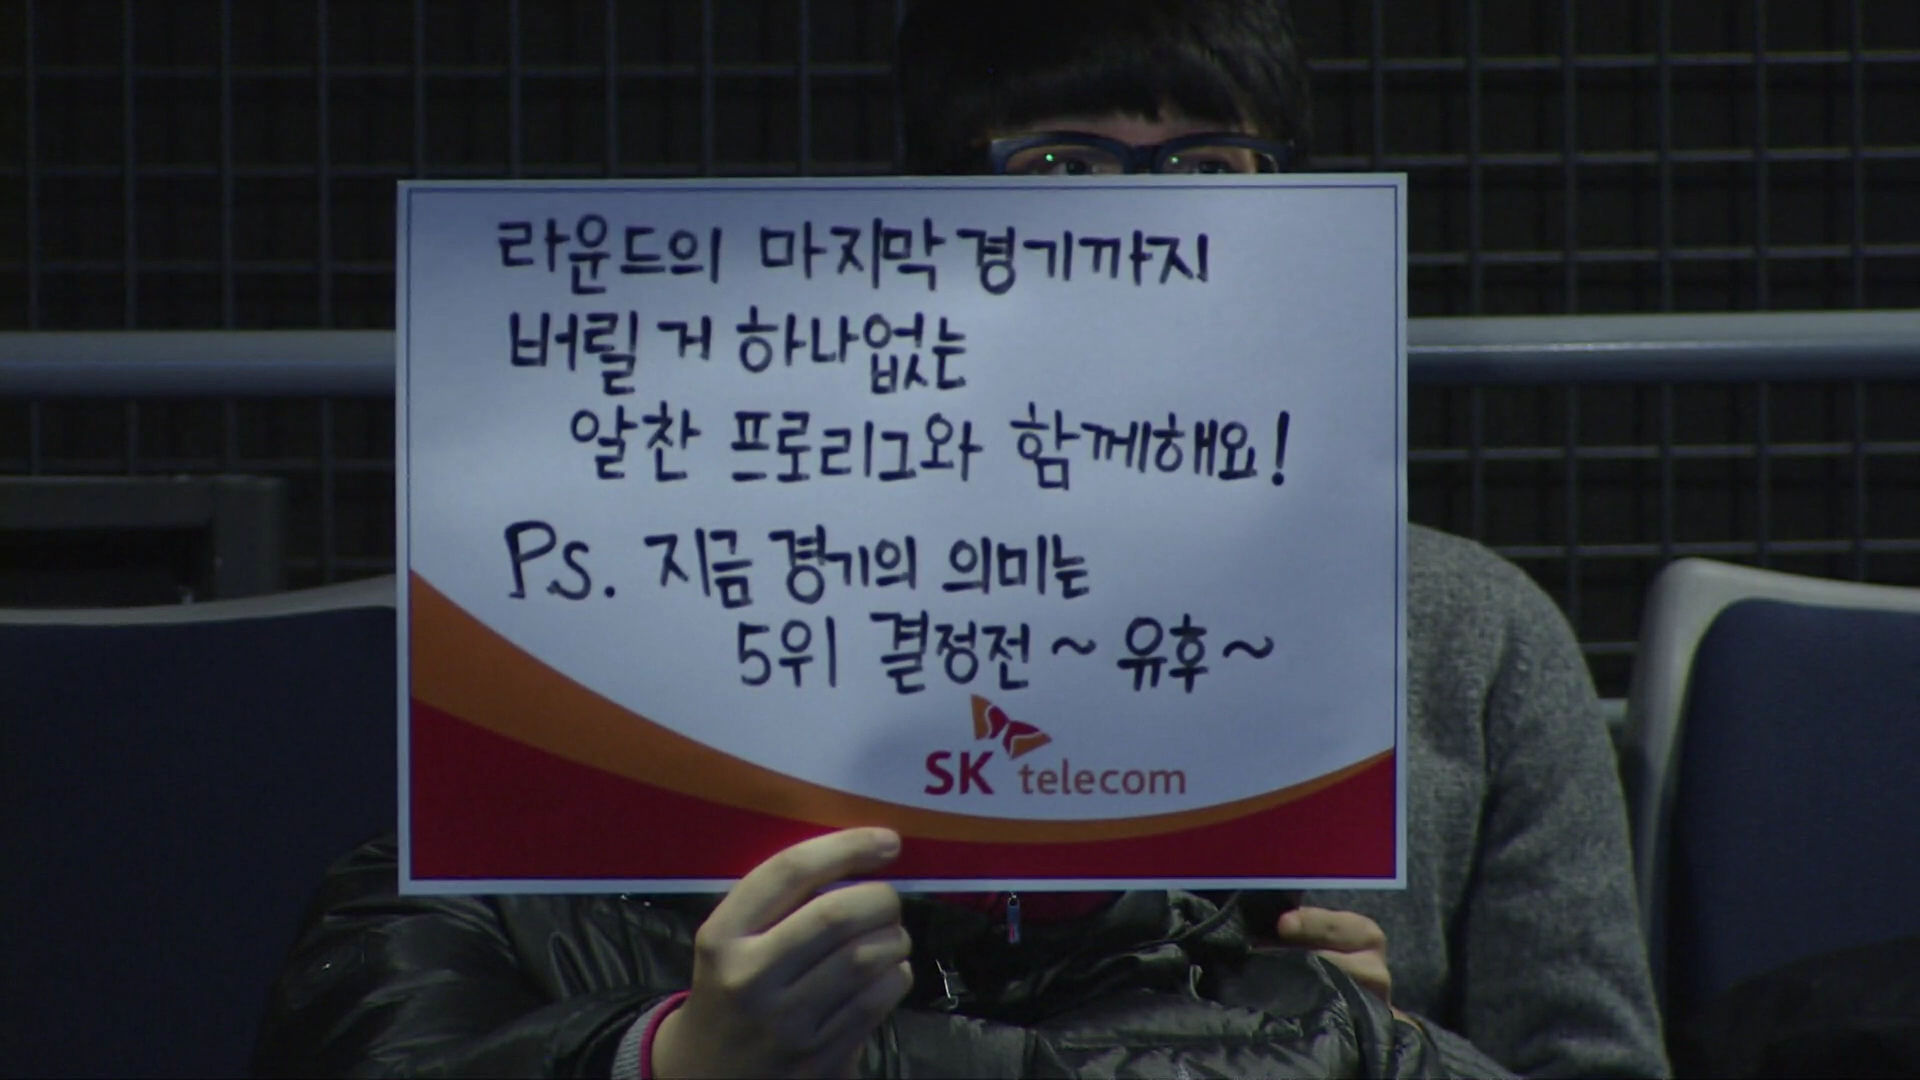 라운드의 마지막 경기까지
버릴 거 하나없는
알찬 프로리그와 함께해요!
Ps. 지금 경기의 의미는
5위 결정전~ 유후~
SK telecom